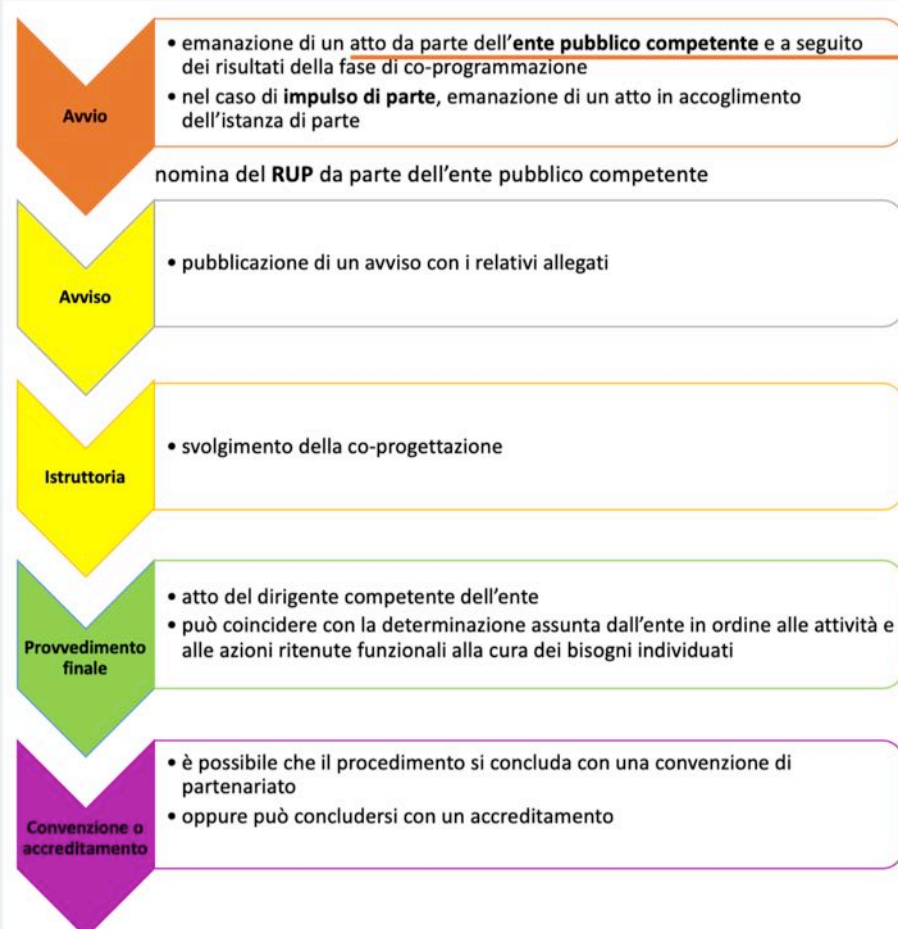 • emanazione di un atto da parte dell'ente pubblico competente e a seguito
dei risultati della fase di co-programmazione
• nel caso di impulso di parte, emanazione di un atto in accoglimento
dell'istanza di parte
Avvio
nomina del RUP da parte dell'ente pubblico competente
• pubblicazione di un avviso con i relativi allegati
Avviso
• svolgimento della co-progettazione
Istruttoria
• atto del dirigente competente dell'ente
• può coincidere con la determinazione assunta dall'ente in ordine alle attività e
alle azioni ritenute funzionali alla cura dei bisogni individuati
Provvedimento
finale
• è possibile che il procedimento si concluda con una convenzione di
partenariato
• oppure può concludersi con un accreditamento
Convenzione o
accreditamento